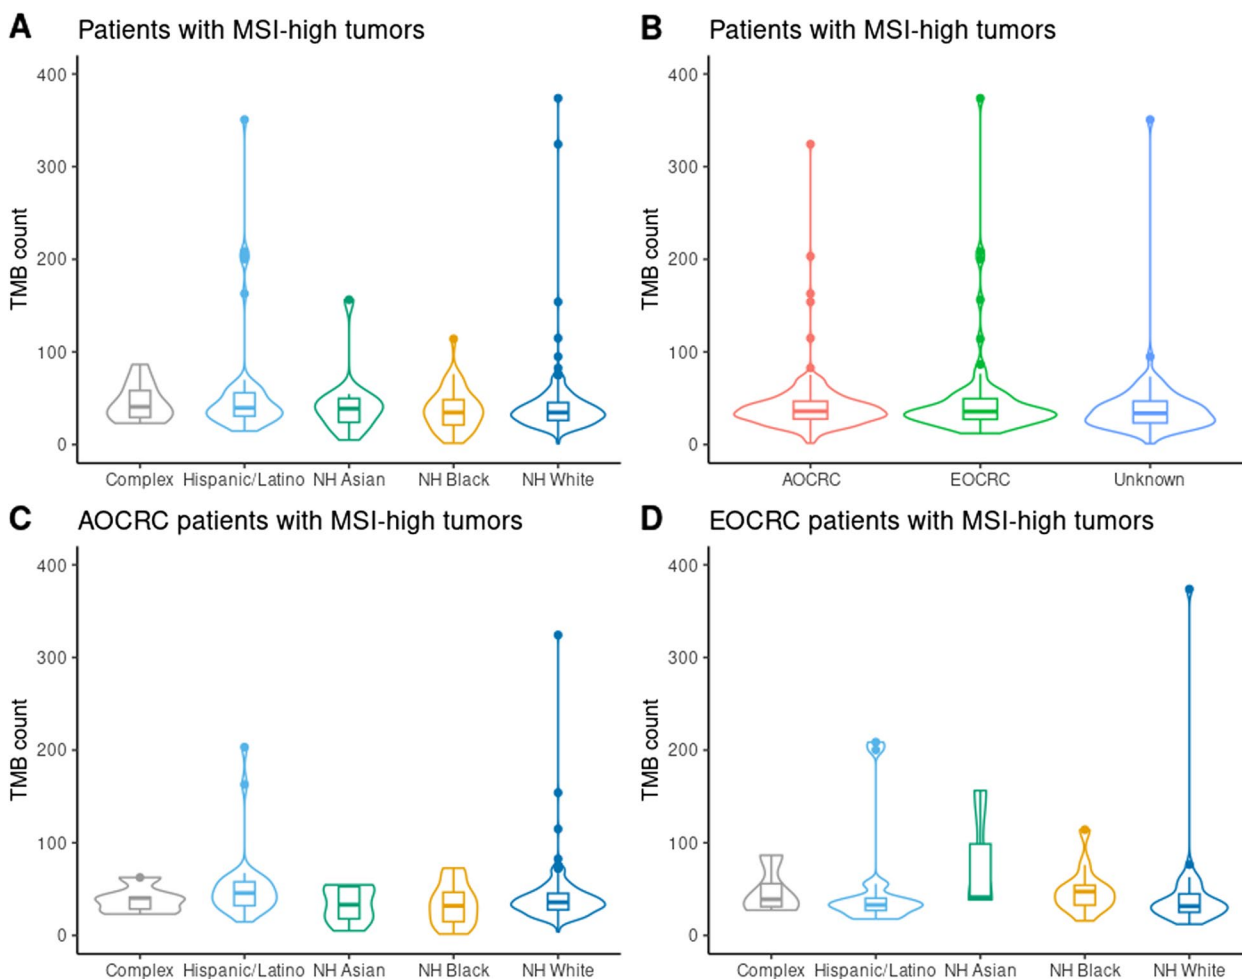 A Patients with MSI-high tumors
TMB count
400
300
200
100
0
Complex Hispanic/Latino NH Asian NH Black NH White
B Patients with MSI-high tumors
TMB count
400
300
200
100
0
AOCRC EOCRC Unknown
C AOCRC patients with MSI-high tumors
TMB count
400
300
200
100
0
Complex Hispanic/Latino NH Asian NH Black NH White
D EOCRC patients with MSI-high tumors
TMB count
400
300
200
100
0
Complex Hispanic/Latino NH Asian NH Black NH White